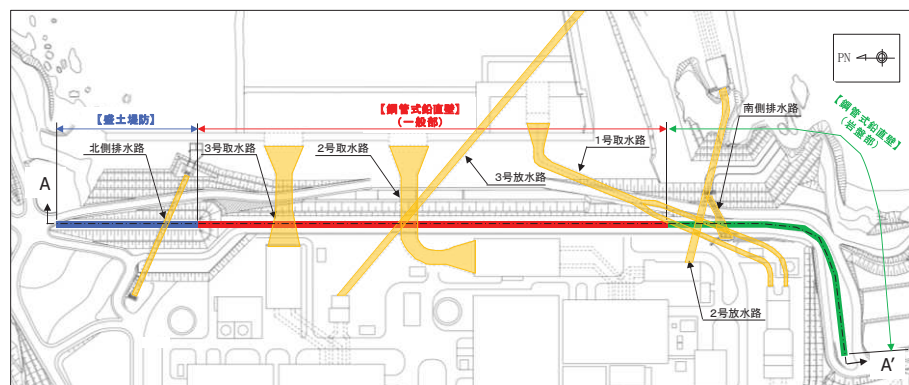 PN
【鋼管式鉛直壁】
（一般部）
【盛土堤防】
【鋼管式鉛直壁】
（岩盤部）
南側排水路
1号取水路
北側排水路
3号取水路
2号取水路
3号放水路
A
2号放水路
A'